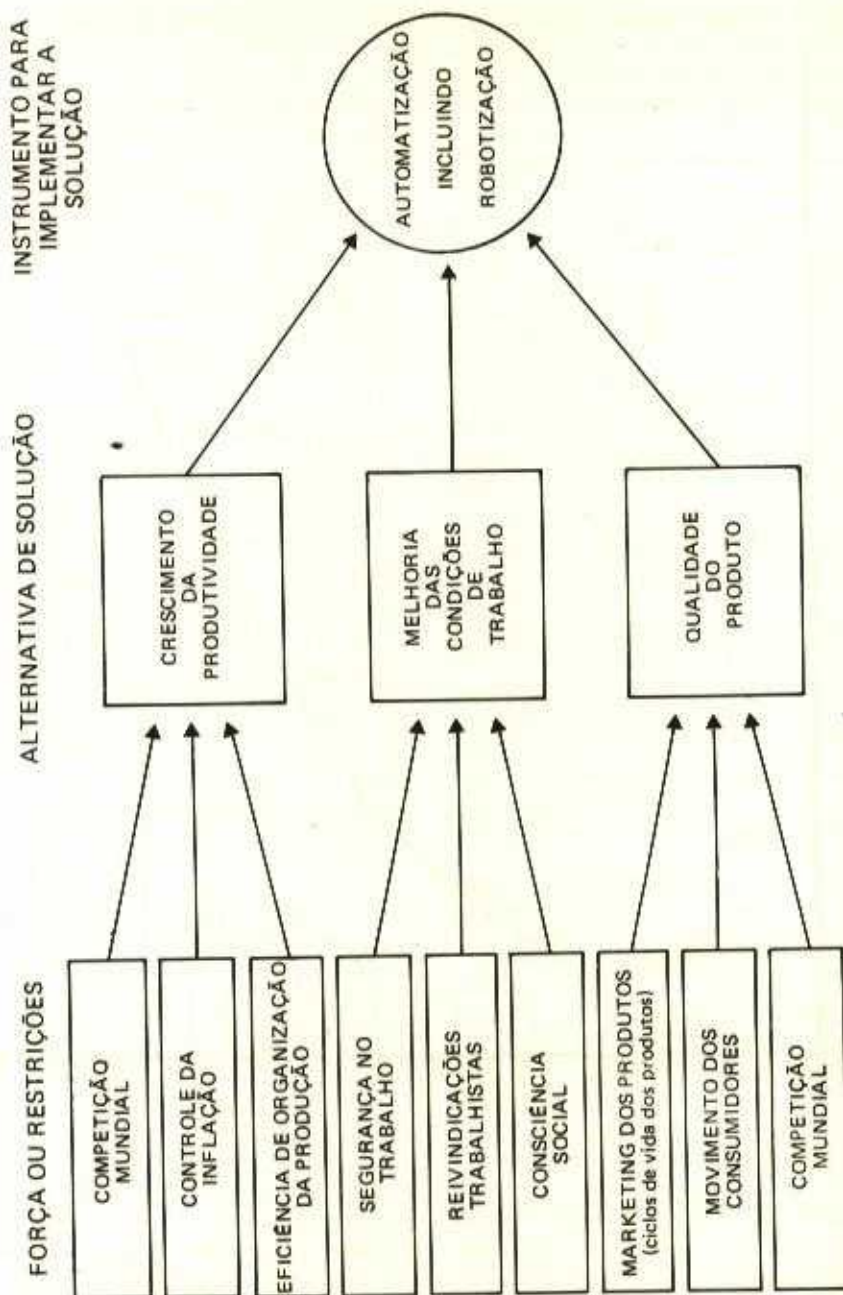 FORÇA OU RESTRIÇÕES
COMPETIÇÃO
MUNDIAL
CONTROLE DA
INFLAÇÃO
EFICIÊNCIA DE ORGANIZAÇÃO
DA PRODUÇÃO
SEGURANÇA NO
TRABALHO
REIVINDICAÇÕES
TRABALHISTAS
CONSCIÊNCIA
SOCIAL
MARKETING DOS PRODUTOS
(ciclos de vida dos produtos)
MOVIMENTO DOS
CONSUMIDORES
COMPETIÇÃO
MUNDIAL
ALTERNATIVA DE SOLUÇÃO
CRESCIMENTO
DA
PRODUTIVIDADE
MELHORIA
DAS
CONDIÇÕES
DE
TRABALHO
QUALIDADE
DO
PRODUTO
INSTRUMENTO PARA
IMPLEMENTAR A
SOLUÇÃO
AUTOMATIZAÇÃO
INCLUINDO
ROBOTIZAÇÃO